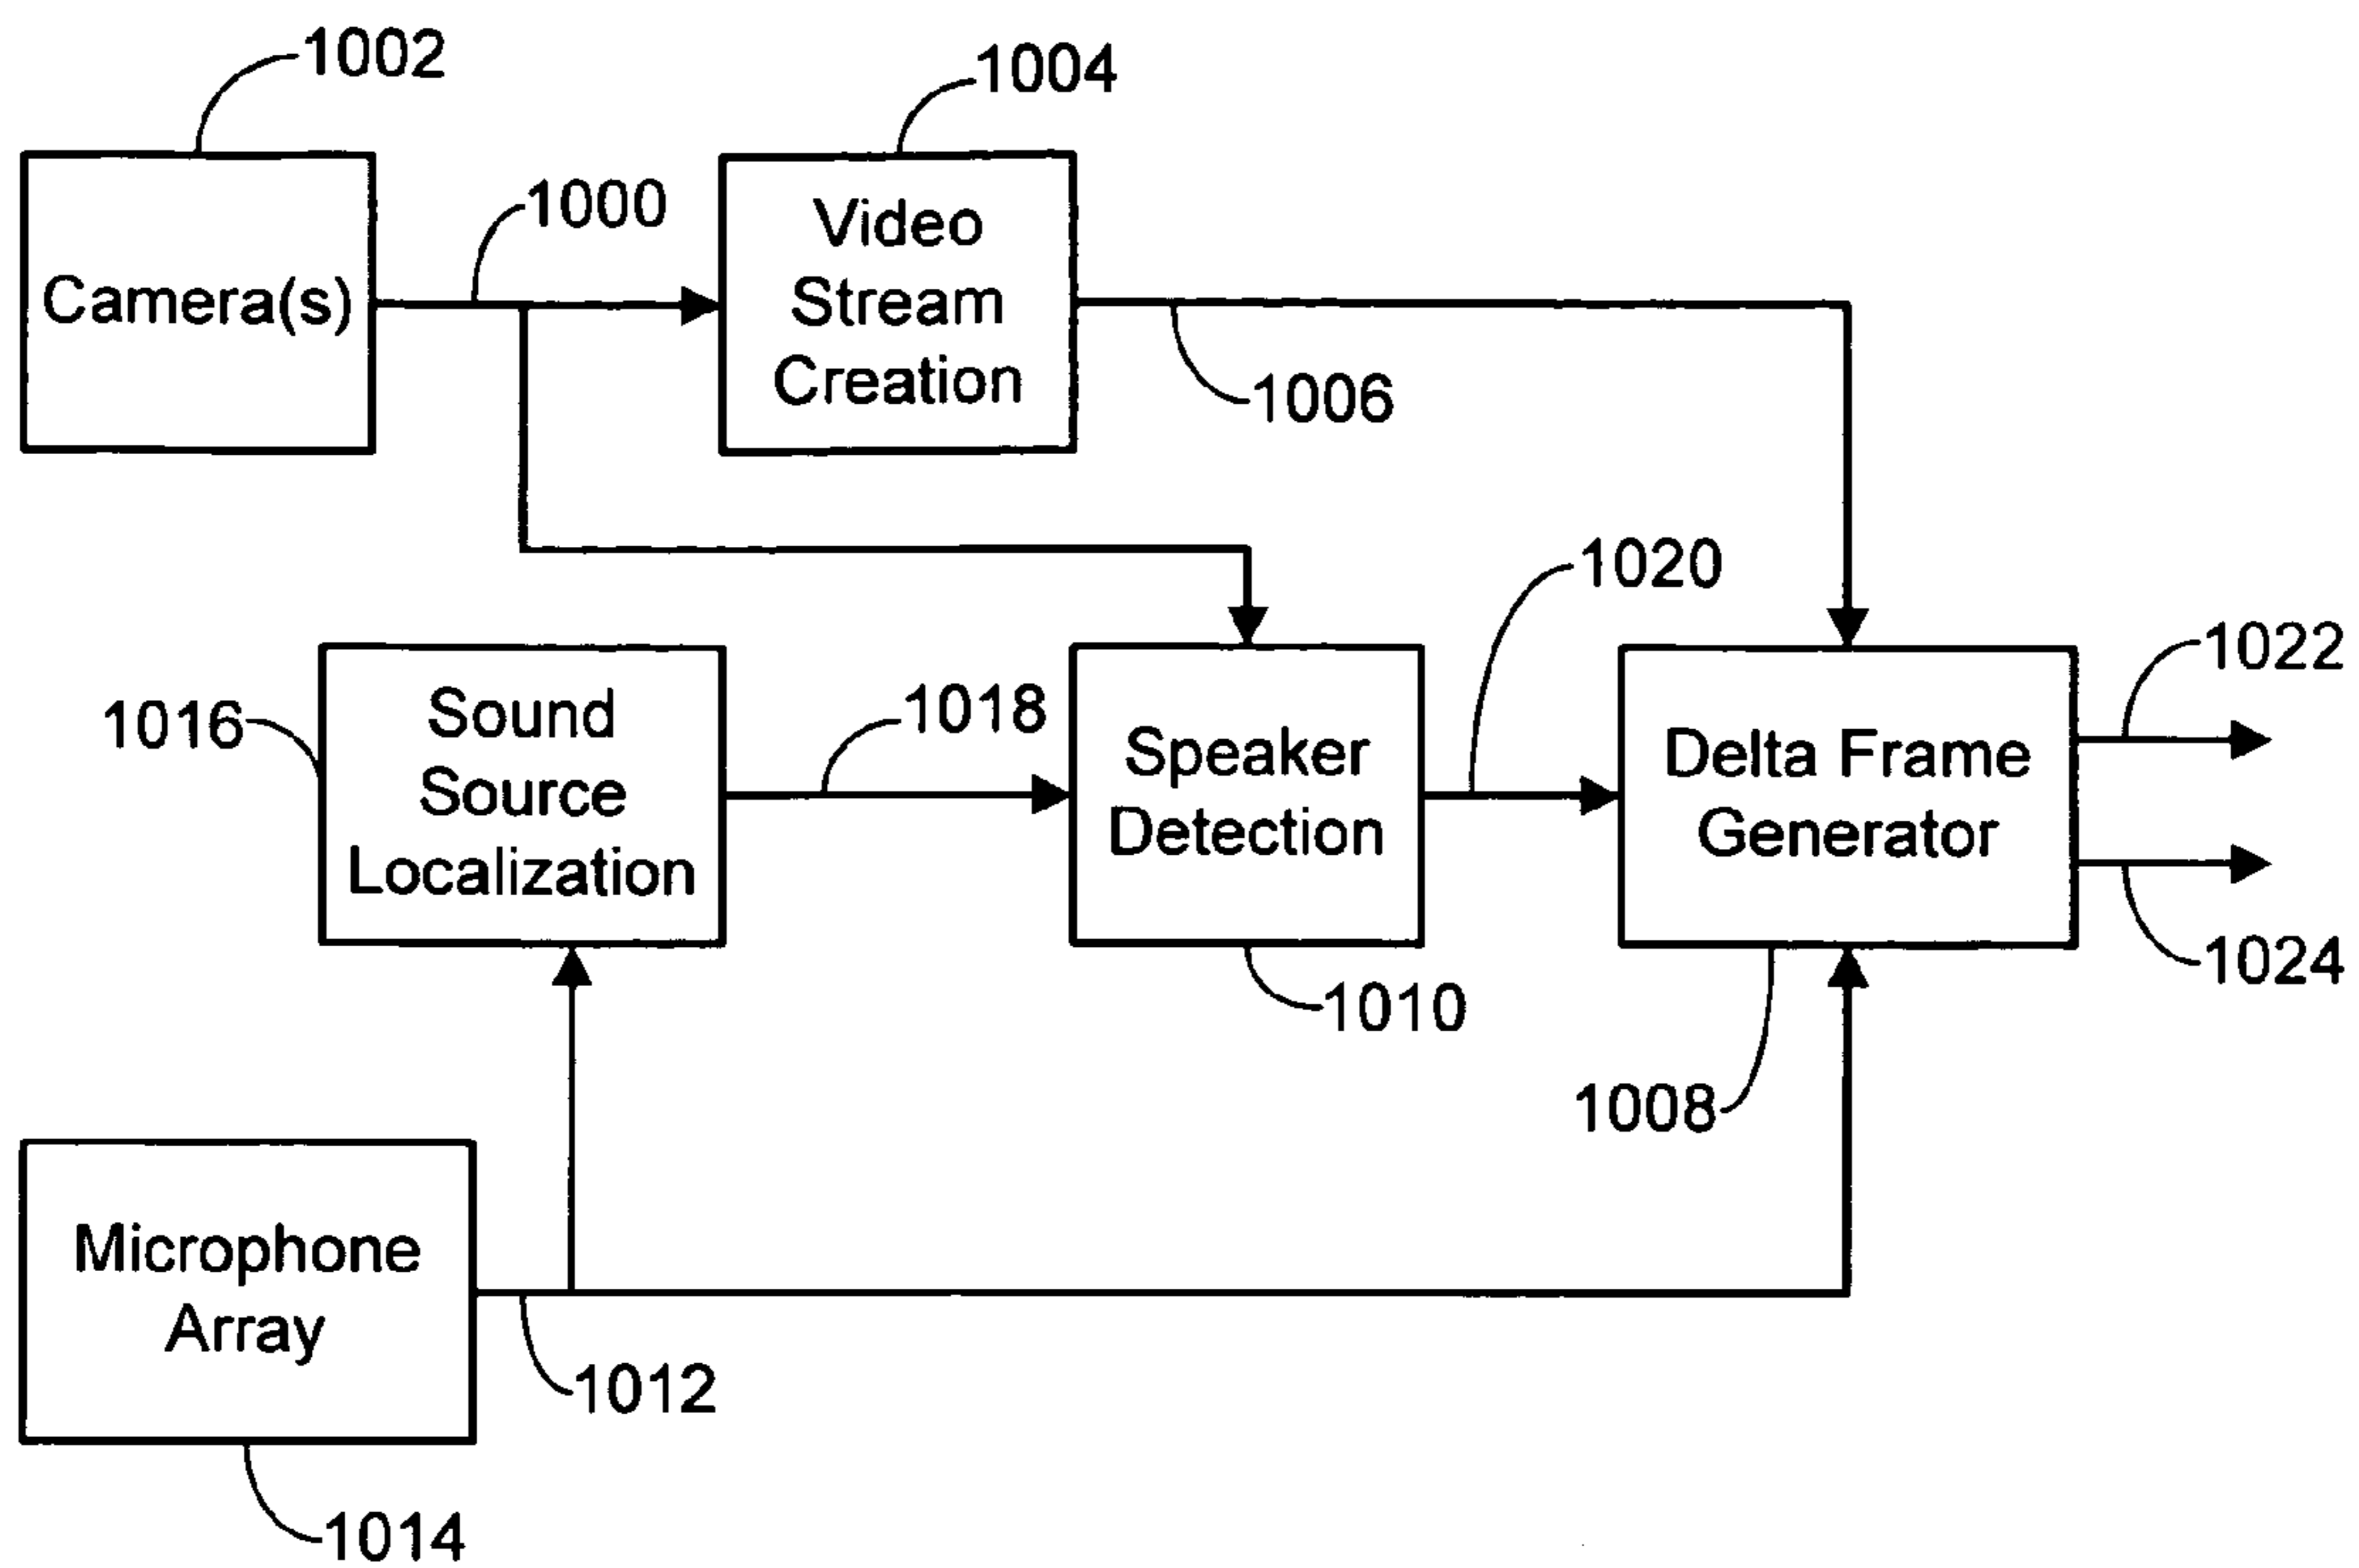 1002
1004
1000
Camera(s)
Video
Stream
Creation
1006
1020
1022
1016
Sound
Source
Localization
1018
Speaker
Detection
Delta Frame
Generator
1024
1010
1008
Microphone
Array
1012
1014